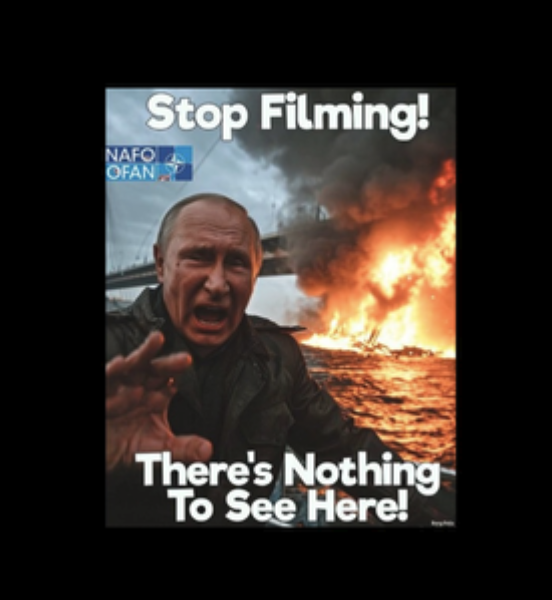 Stop Filming!
NAFO
OFAN
There's Nothing
To See Here!